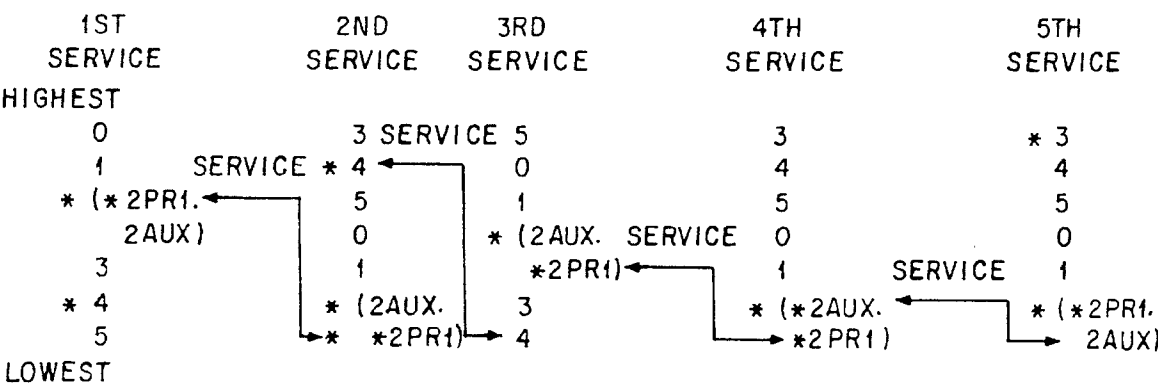 1ST 2ND 3RD 4TH 5TH
SERVICE SERVICE SERVICE SERVICE SERVICE
HIGHEST
0 3 SERVICE 5 3 * 3
1 SERVICE * 4 0 4 4
* (*2PR1. 5 1 5 5
2AUX) 0 * (2AUX. SERVICE 0 0
3 1 *2PR1) 1 SERVICE 1
* 4 * (2AUX. 3 * (*2AUX. * (*2PR1.
5 * *2PR1) 4 *2PR1) 2AUX)
LOWEST